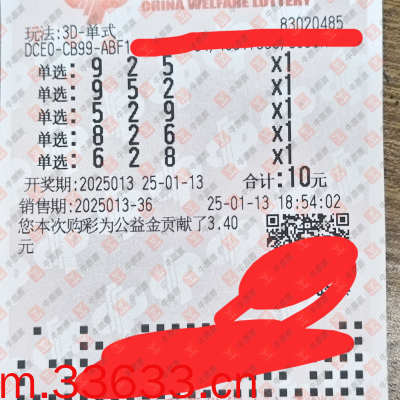 CHINA WELFARE LOTTERY
玩法:3D-单式 83020485
DCE0-CB99-ABF1
单选: 9 2 5 x1
单选: 9 5 2 x1
单选: 5 2 9 x1
单选: 8 2 6 x1
单选: 6 2 8 x1
开奖期:2025013 25-01-13 合计:10元
销售期:2025013-36 25-01-13 18:54:02
您本次购彩为公益金贡献了3.40
元
m.33633.cn